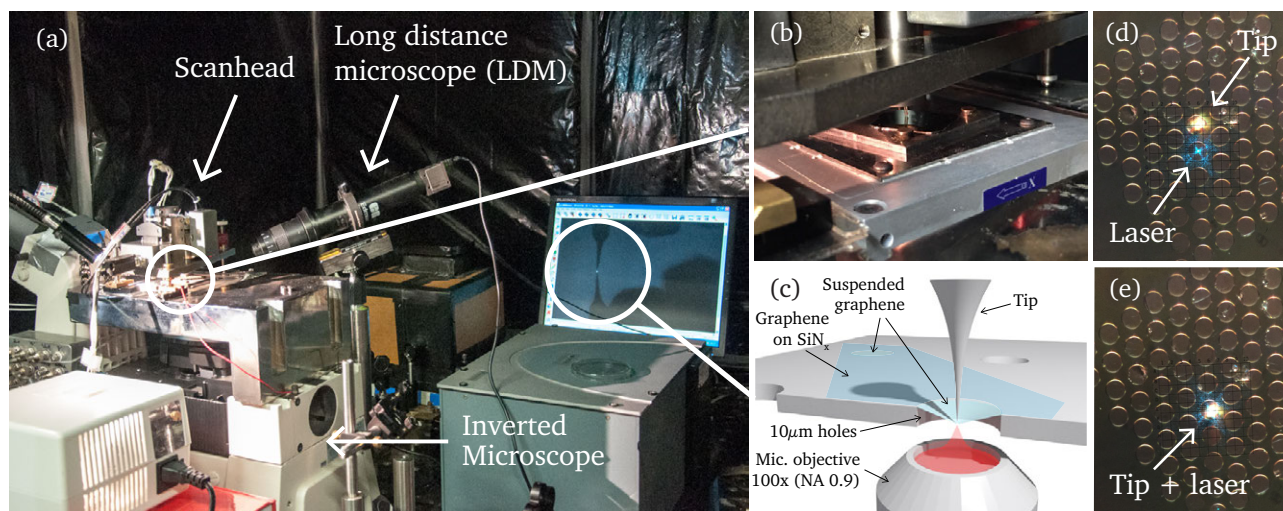 (a)
Scanhead
Long distance
microscope (LDM)
Inverted
Microscope
(b)
X
(c)
Suspended
graphene
Graphene
on SiNₓ
Tip
10μm holes
Mic. objective
100x (NA 0.9)
(d)
Tip
Laser
(e)
Tip + laser